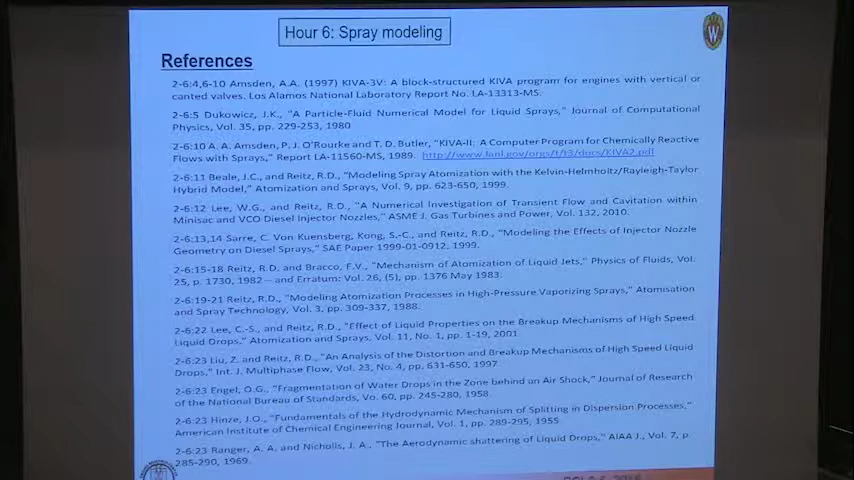 Hour 6: Spray modeling
References
2-6:4,6-10 Amsden, A.A. (1997) KIVA-3V: A block-structured KIVA program for engines with vertical or
canted valves. Los Alamos National Laboratory Report No. LA-13313-MS.
2-6:5 Dukowicz, J.K., "A Particle-Fluid Numerical Model for Liquid Sprays," Journal of Computational
Physics, Vol. 35, pp. 229-253, 1980
2-6:10 A. A. Amsden, P. J. O'Rourke and T. D. Butler, "KIVA-II: A Computer Program for Chemically Reactive
Flows with Sprays," Report LA-11560-MS, 1989. http://www.lanl.gov/orgs/t/t3/docs/KIVA2.pdf
2-6:11 Beale, J.C., and Reitz, R.D., "Modeling Spray Atomization with the Kelvin-Helmholtz/Rayleigh-Taylor
Hybrid Model," Atomization and Sprays, Vol. 9, pp. 623-650, 1999.
2-6:12 Lee, W.G., and Reitz, R.D., "A Numerical Investigation of Transient Flow and Cavitation within
Minisac and VCO Diesel Injector Nozzles," ASME J. Gas Turbines and Power, Vol. 132, 2010.
2-6:13,14 Sarre, C. Von Kuensberg, Kong, S.-C., and Reitz, R.D., "Modeling the Effects of Injector Nozzle
Geometry on Diesel Sprays," SAE Paper 1999-01-0912, 1999.
2-6:15-18 Reitz, R.D. and Bracco, F.V., "Mechanism of Atomization of Liquid Jets," Physics of Fluids, Vol.
25, p. 1730, 1982 – and Erratum: Vol. 26, (5), pp. 1376 May 1983.
2-6:19-21 Reitz, R.D., "Modeling Atomization Processes in High-Pressure Vaporizing Sprays," Atomisation
and Spray Technology, Vol. 3, pp. 309-337, 1988.
2-6:22 Lee, C.-S., and Reitz, R.D., "Effect of Liquid Properties on the Breakup Mechanisms of High Speed
Liquid Drops," Atomization and Sprays, Vol. 11, No. 1, pp. 1-19, 2001.
2-6:23 Liu, Z. and Reitz, R.D., "An Analysis of the Distortion and Breakup Mechanisms of High Speed Liquid
Drops," Int. J. Multiphase Flow, Vol. 23, No. 4, pp. 631-650, 1997.
2-6:23 Engel, O.G., "Fragmentation of Water Drops in the Zone behind an Air Shock," Journal of Research
of the National Bureau of Standards, Vo. 60, pp. 245-280, 1958.
2-6:23 Hinze, J.O., "Fundamentals of the Hydrodynamic Mechanism of Splitting in Dispersion Processes,"
American Institute of Chemical Engineering Journal, Vol. 1, pp. 289-295, 1955.
2-6:23 Ranger, A. A. and Nicholls, J. A., "The Aerodynamic shattering of Liquid Drops," AIAA J., Vol. 7, p.
285-290, 1969.
W